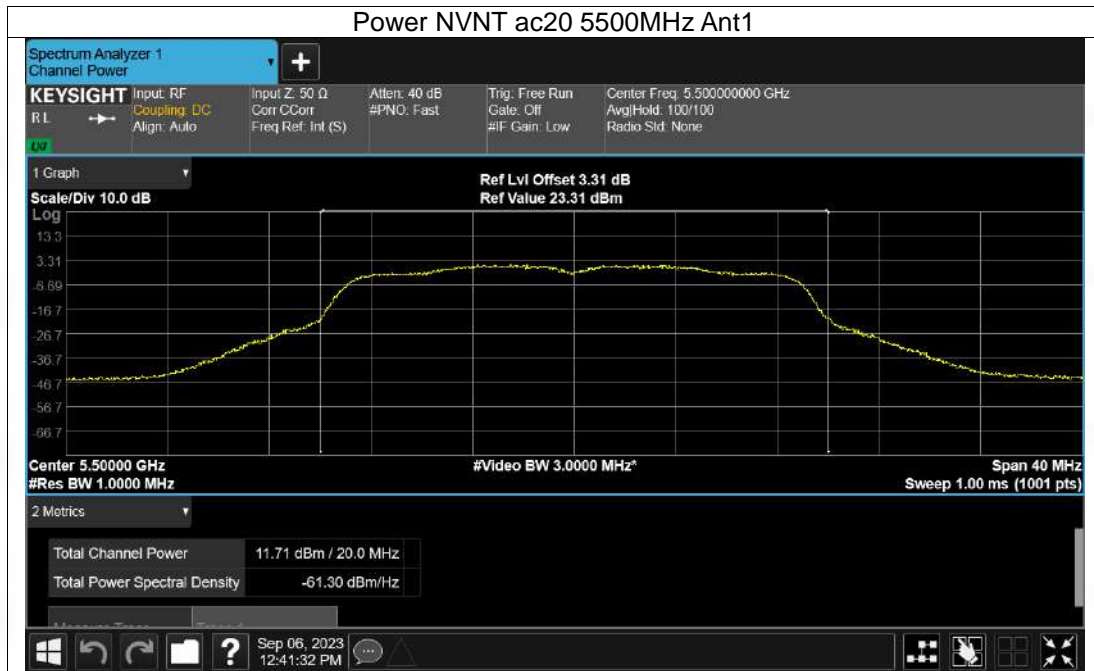 Power NVNT ac20 5500MHz Ant1
Spectrum Analyzer 1
Channel Power
+
KEYSIGHT
R L
LXI
Input: RF
Coupling: DC
Align: Auto
Input Z: 50 Ω
Corr CCorr
Freq Ref: Int (S)
Atten: 40 dB
#PNO: Fast
Trig: Free Run
Gate: Off
#IF Gain: Low
Center Freq: 5.500000000 GHz
Avg|Hold: 100/100
Radio Std: None
1 Graph
Scale/Div 10.0 dB
Ref Lvl Offset 3.31 dB
Ref Value 23.31 dBm
Log
13.3
3.31
-6.69
-16.7
-26.7
-36.7
-46.7
-56.7
-66.7
Center 5.50000 GHz
#Video BW 3.0000 MHz*
Span 40 MHz
#Res BW 1.0000 MHz
Sweep 1.00 ms (1001 pts)
2 Metrics
Total Channel Power 11.71 dBm / 20.0 MHz
Total Power Spectral Density -61.30 dBm/Hz
?
Sep 06, 2023
12:41:32 PM